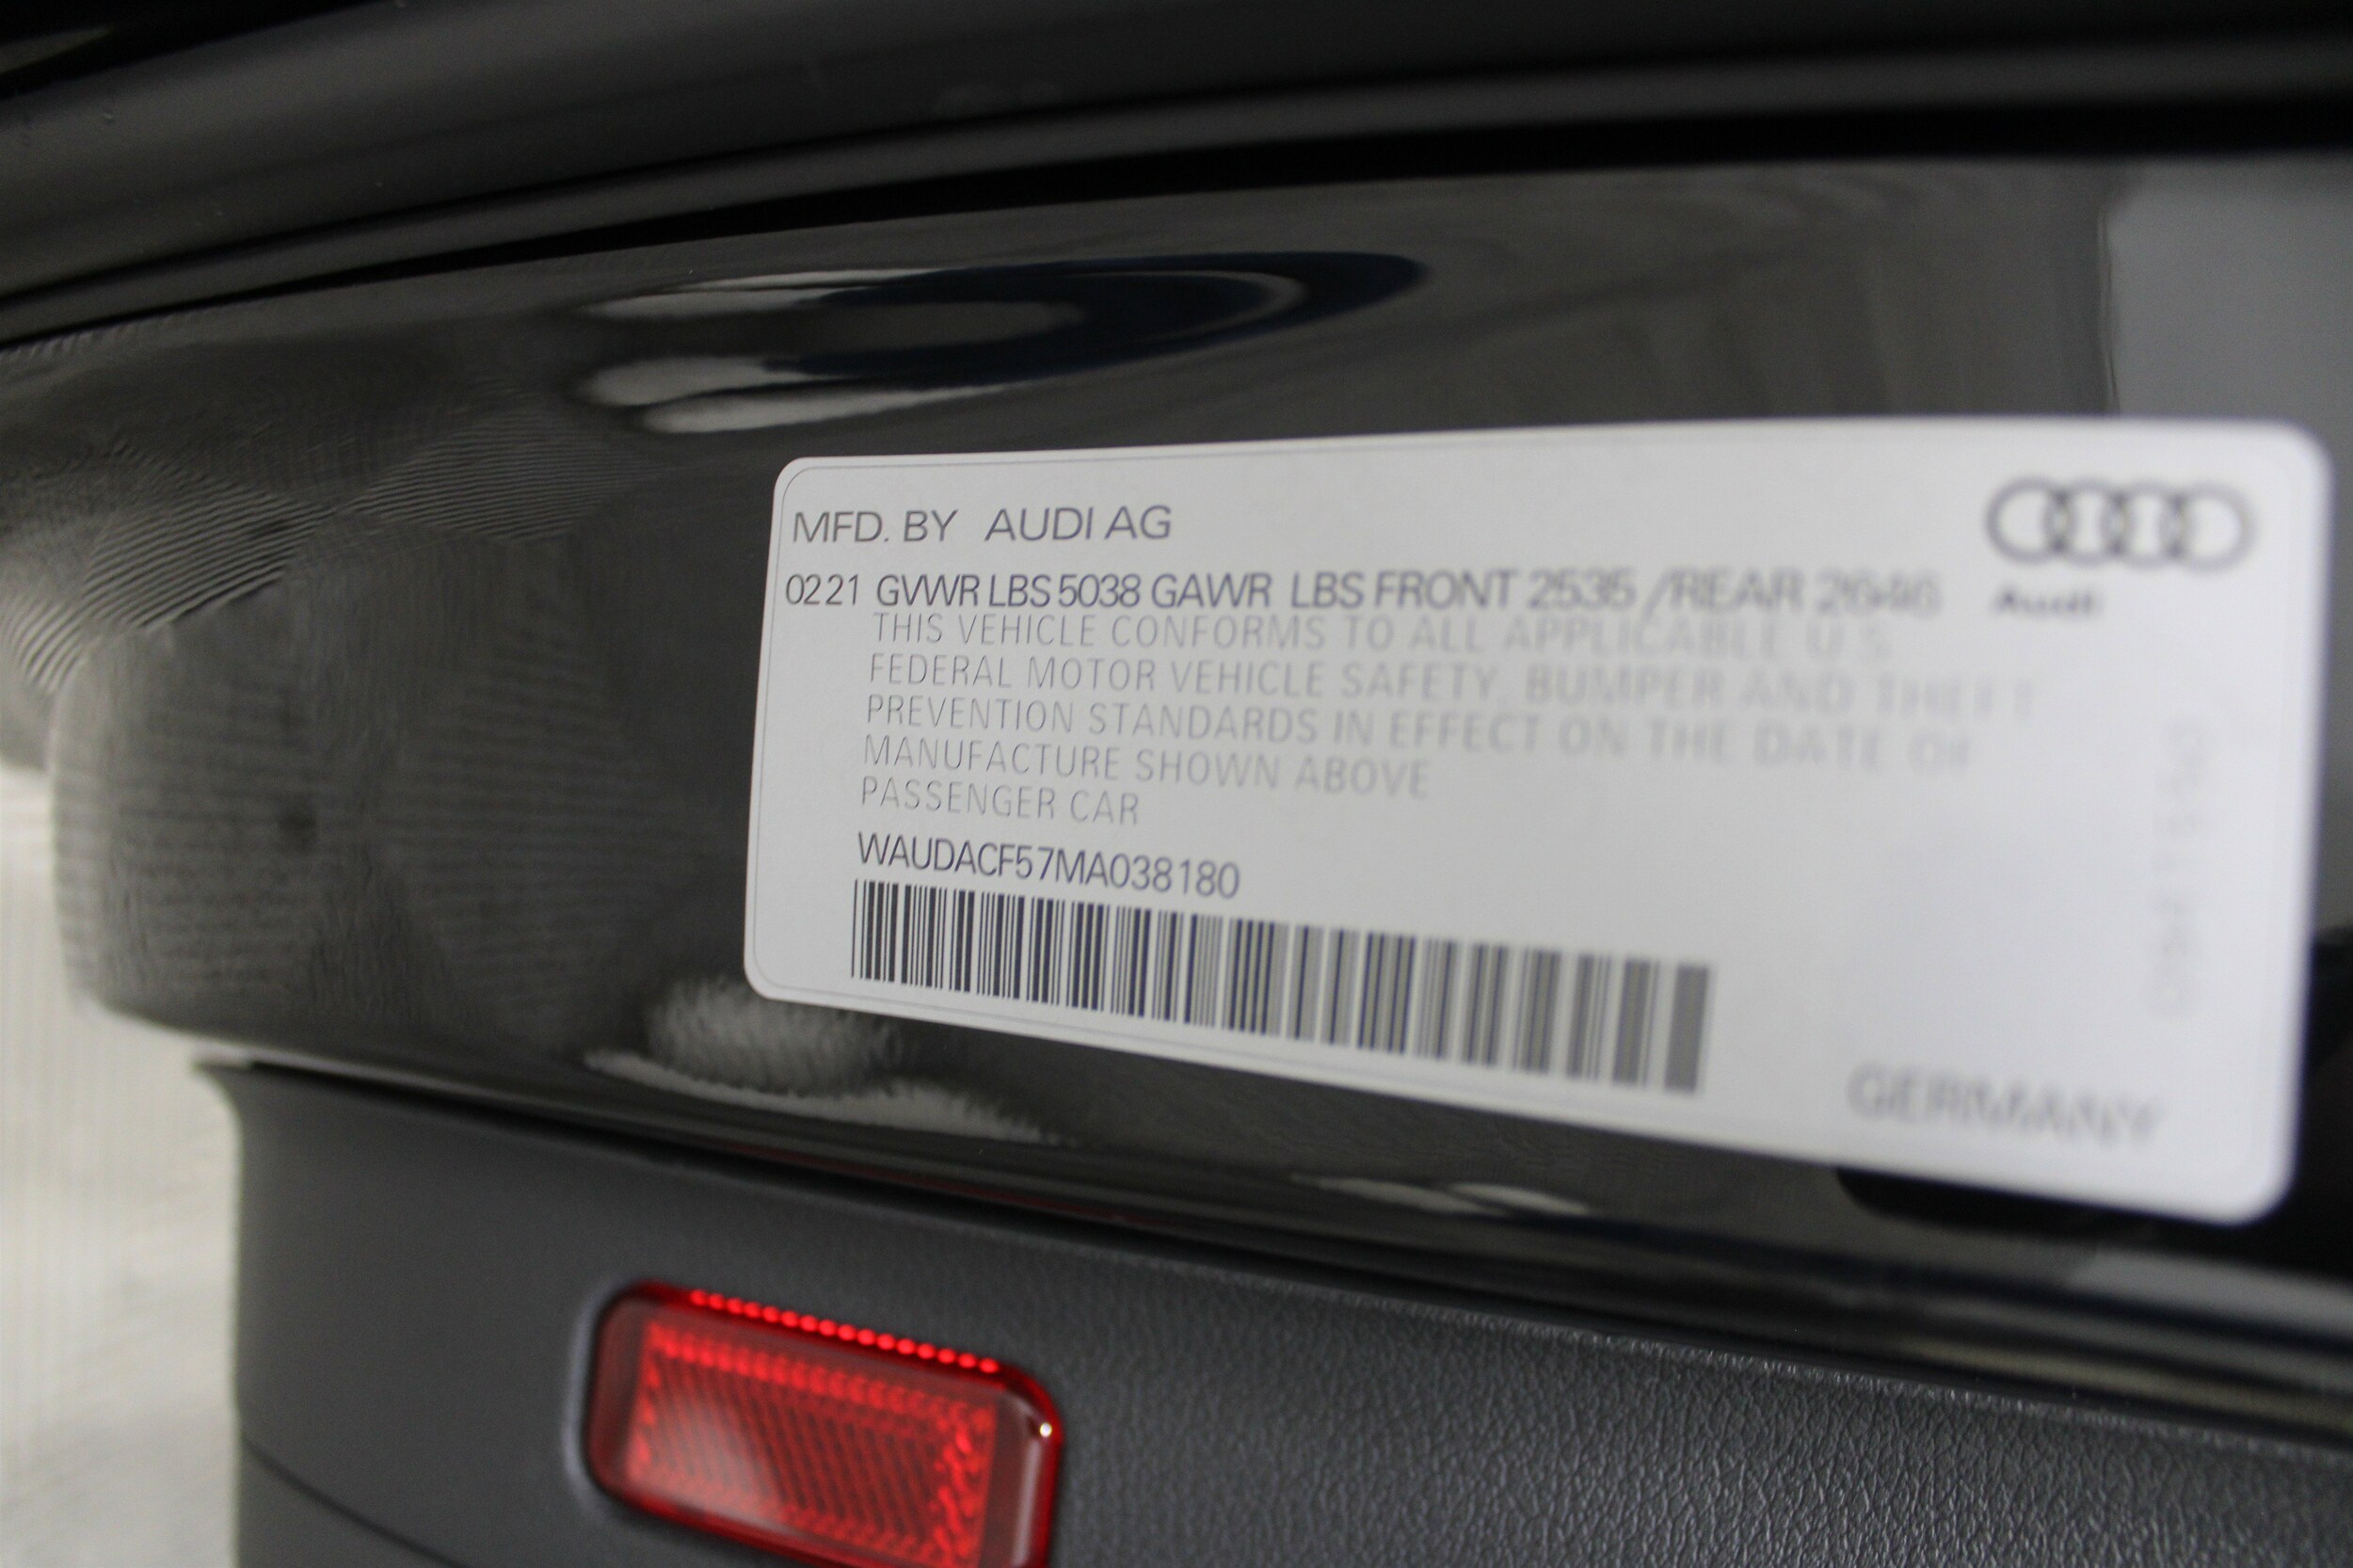 MFD. BY AUDI AG
0221 GVWR LBS 5038 GAWR LBS FRONT 2535 /REAR 2646
Audi
THIS VEHICLE CONFORMS TO ALL APPLICABLE U.S.
FEDERAL MOTOR VEHICLE SAFETY, BUMPER AND THEFT
PREVENTION STANDARDS IN EFFECT ON THE DATE OF
MANUFACTURE SHOWN ABOVE
PASSENGER CAR
WAUDACF57MA038180
GERMANY